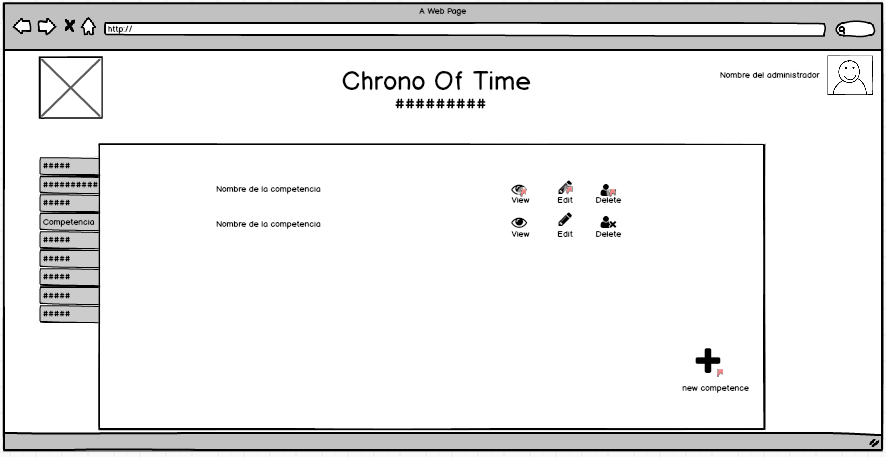 A Web Page
http://
Chrono Of Time
#########
Nombre del administrador
#####
##########
#####
Competencia
#####
#####
#####
#####
#####
Nombre de la competencia
View
Edit
Delete
Nombre de la competencia
View
Edit
Delete
new competence